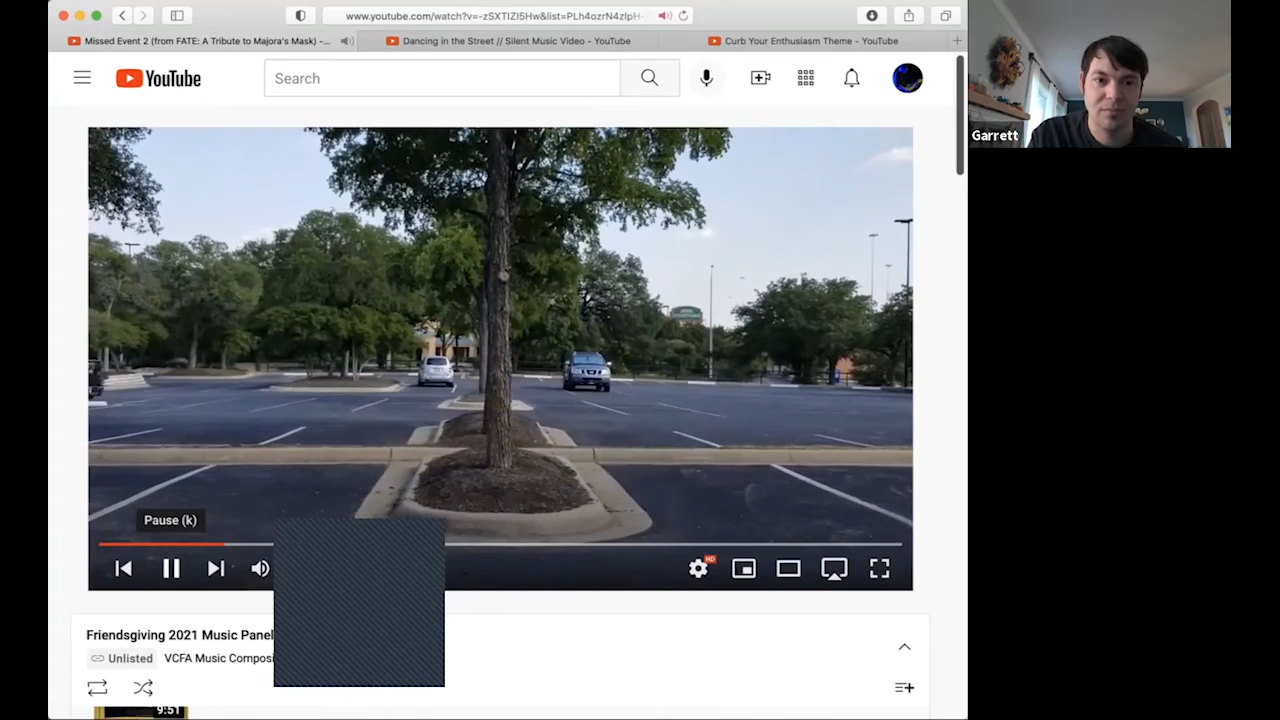 www.youtube.com/watch?v=-zSXTIZI5Hw&list=PLh4ozrN4zlpH-
Missed Event 2 (from FATE: A Tribute to Majora's Mask) -...
Dancing in the Street // Silent Music Video - YouTube
Curb Your Enthusiasm Theme - YouTube
YouTube
Search
Garrett
Pause (k)
HD
Friendsgiving 2021 Music Panel
Unlisted
VCFA Music Composi
9:51